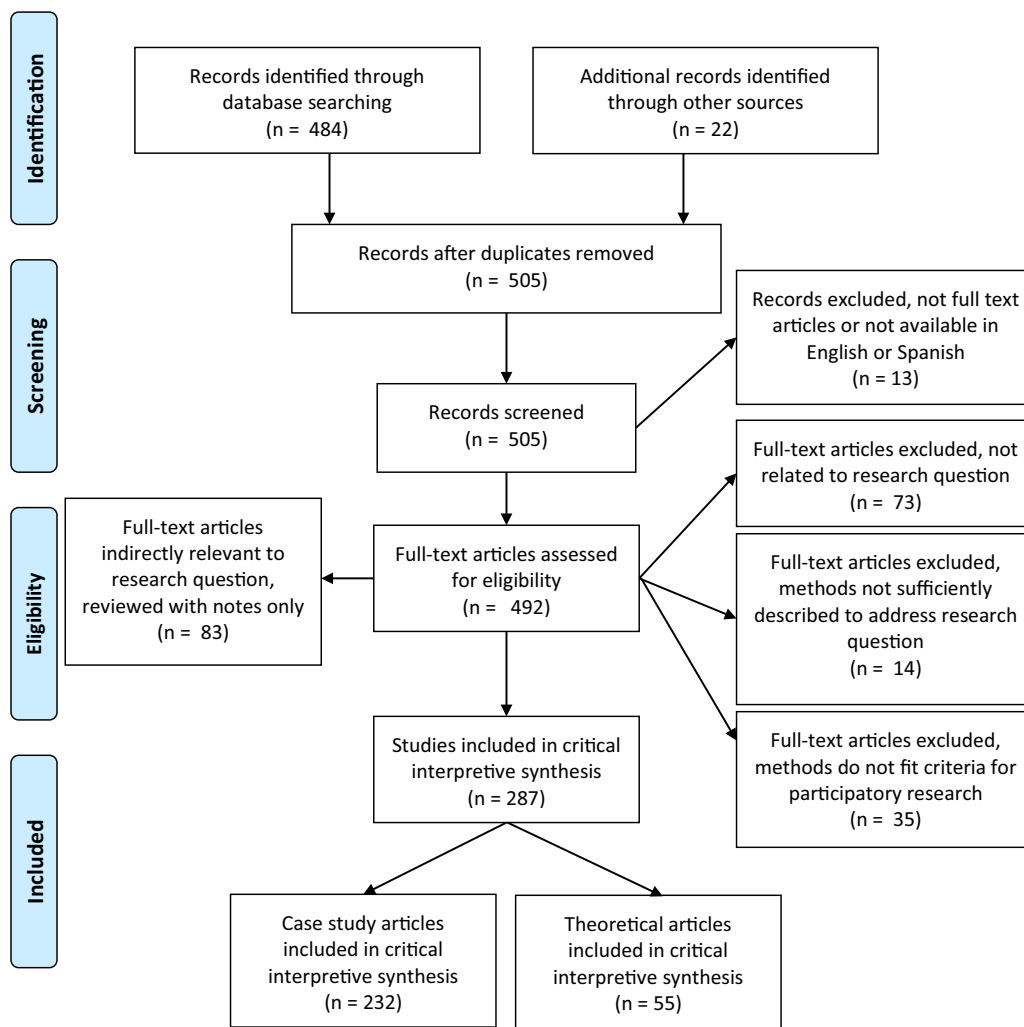 Identification
Records identified through
database searching
(n = 484)
Additional records identified
through other sources
(n = 22)
Records after duplicates removed
(n = 505)
Screening
Records screened
(n = 505)
Records excluded, not full text
articles or not available in
English or Spanish
(n = 13)
Eligibility
Full-text articles
indirectly relevant to
research question,
reviewed with notes only
(n = 83)
Full-text articles assessed
for eligibility
(n = 492)
Full-text articles excluded, not
related to research question
(n = 73)
Full-text articles excluded,
methods not sufficiently
described to address research
question
(n = 14)
Full-text articles excluded,
methods do not fit criteria for
participatory research
(n = 35)
Included
Studies included in critical
interpretive synthesis
(n = 287)
Case study articles
included in critical
interpretive synthesis
(n = 232)
Theoretical articles
included in critical
interpretive synthesis
(n = 55)